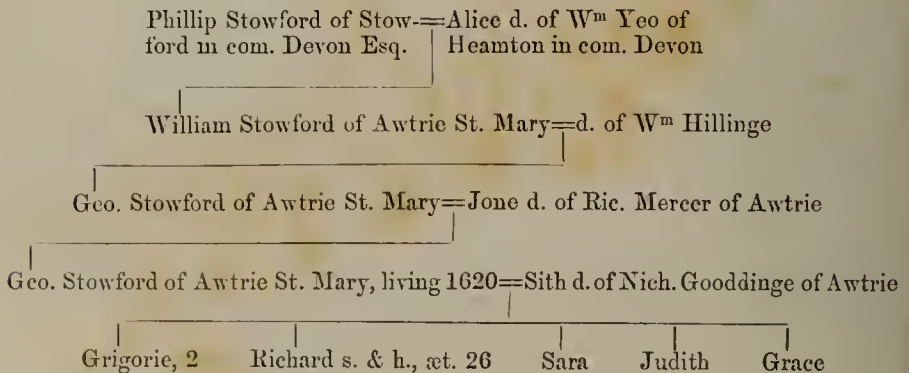 Phillip Stowford of Stow-=Alice d. of Wᵐ Yeo of
ford in com. Devon Esq. Heamton in com. Devon
William Stowford of Awtrie St. Mary=d. of Wᵐ Hillinge
Geo. Stowford of Awtrie St. Mary=Jone d. of Ric. Mercer of Awtrie
Geo. Stowford of Awtrie St. Mary, living 1620=Sith d. of Nich. Gooddinge of Awtrie
Grigorie, 2 Richard s. & h., æt. 26 Sara Judith Grace